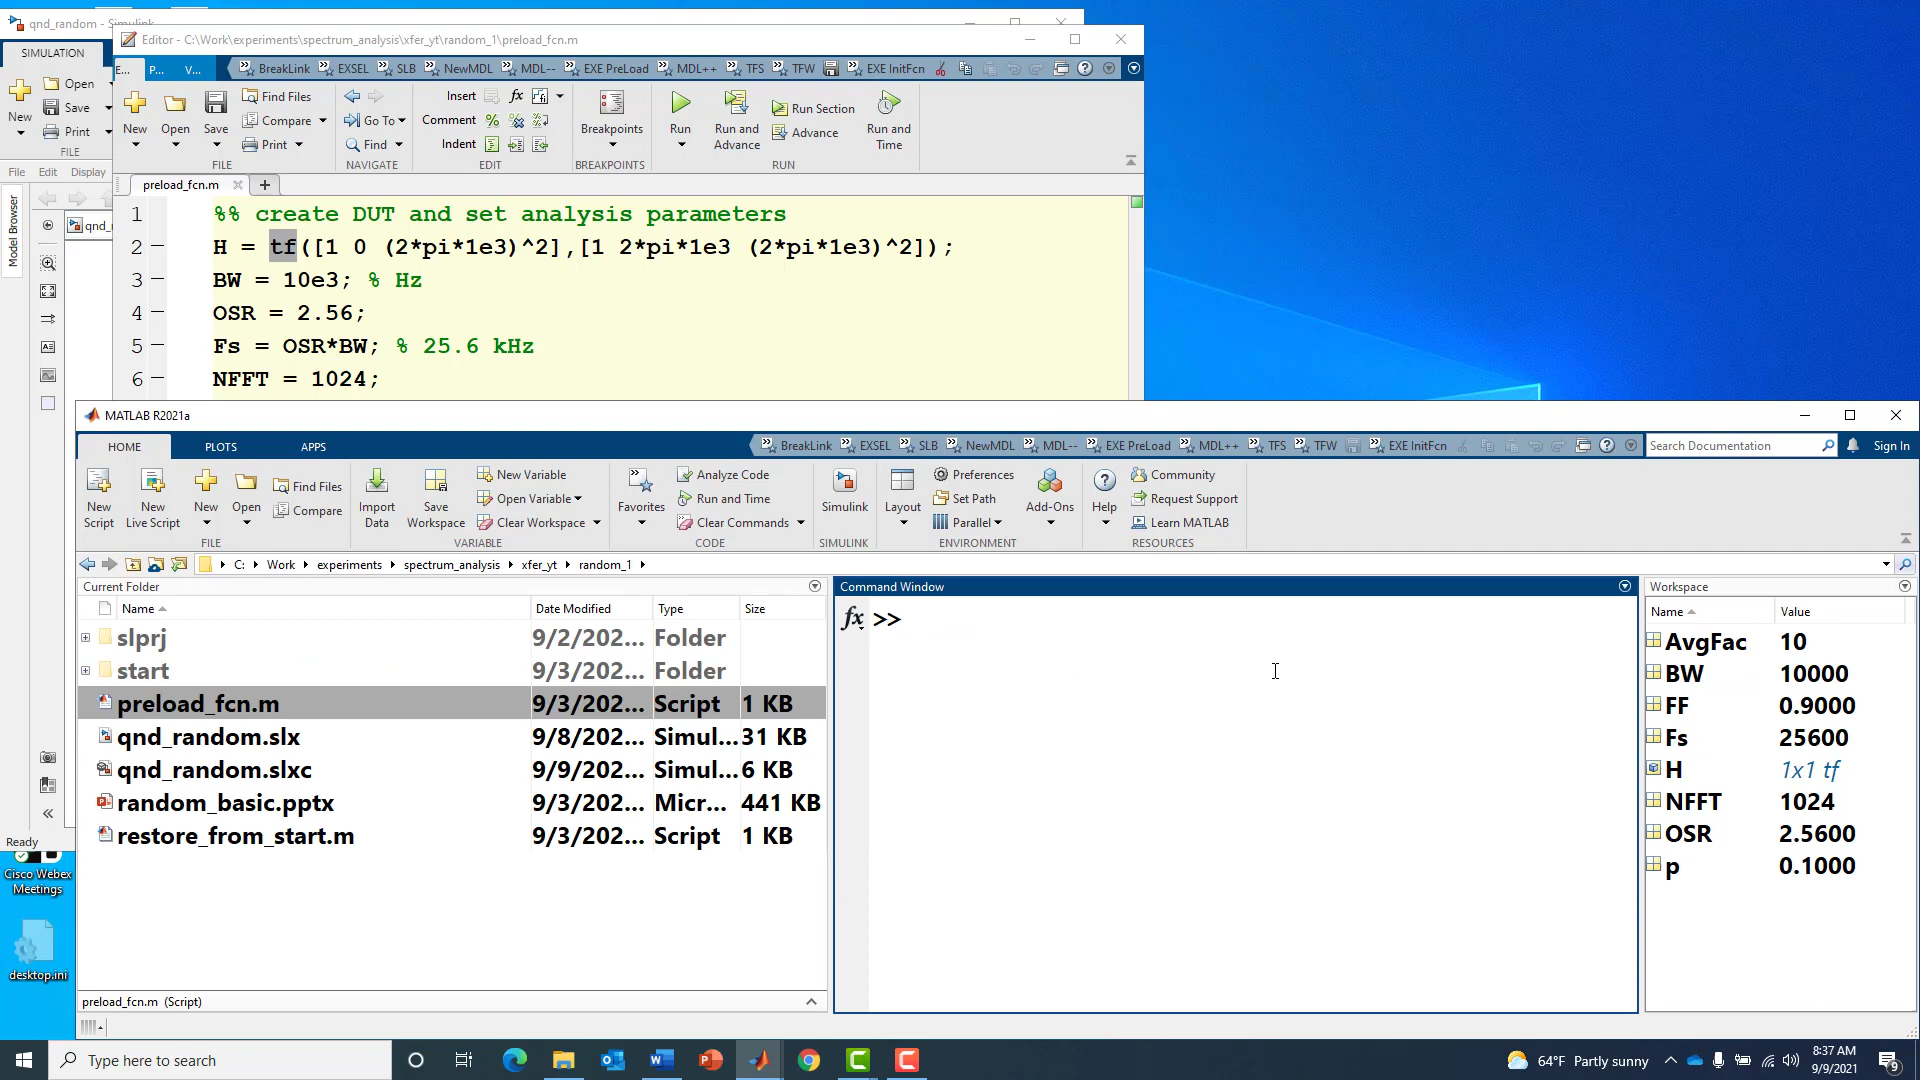 qnd_random - Simulink
SIMULATION
New
Open
Save
Print
FILE
File Edit Display
Model Browser
qnd_
Ready
Editor - C:\Work\experiments\spectrum_analysis\xfer_yt\random_1\preload_fcn.m
E... P... V...
BreakLink EXSEL SLB NewMDL MDL-- EXE PreLoad MDL++ TFS TFW EXE InitFcn
New Open Save
Find Files
Compare
Print
FILE
Go To
Find
NAVIGATE
Insert
Comment
Indent
EDIT
Breakpoints
BREAKPOINTS
Run
Run and Advance
Run Section
Advance
Run and Time
RUN
preload_fcn.m
1 %% create DUT and set analysis parameters
2 H = tf([1 0 (2*pi*1e3)^2],[1 2*pi*1e3 (2*pi*1e3)^2]);
3 BW = 10e3; % Hz
4 OSR = 2.56;
5 Fs = OSR*BW; % 25.6 kHz
6 NFFT = 1024;
MATLAB R2021a
HOME PLOTS APPS
BreakLink EXSEL SLB NewMDL MDL-- EXE PreLoad MDL++ TFS TFW EXE InitFcn
Search Documentation
Sign In
New Script
New Live Script
New
Open
Find Files
Compare
FILE
Import Data
Save Workspace
New Variable
Open Variable
Clear Workspace
VARIABLE
Favorites
Analyze Code
Run and Time
Clear Commands
CODE
Simulink
SIMULINK
Layout
Preferences
Set Path
Parallel
Add-Ons
ENVIRONMENT
Help
Community
Request Support
Learn MATLAB
RESOURCES
C: Work experiments spectrum_analysis xfer_yt random_1
Current Folder
Name Date Modified Type Size
slprj 9/2/202... Folder
start 9/3/202... Folder
preload_fcn.m 9/3/202... Script 1 KB
qnd_random.slx 9/8/202... Simul... 31 KB
qnd_random.slxc 9/9/202... Simul... 6 KB
random_basic.pptx 9/3/202... Micr... 441 KB
restore_from_start.m 9/3/202... Script 1 KB
preload_fcn.m (Script)
Command Window
fx >>
Workspace
Name Value
AvgFac 10
BW 10000
FF 0.9000
Fs 25600
H 1x1 tf
NFFT 1024
OSR 2.5600
p 0.1000
Cisco Webex
Meetings
desktop.ini
Type here to search
64°F Partly sunny
8:37 AM
9/9/2021
9